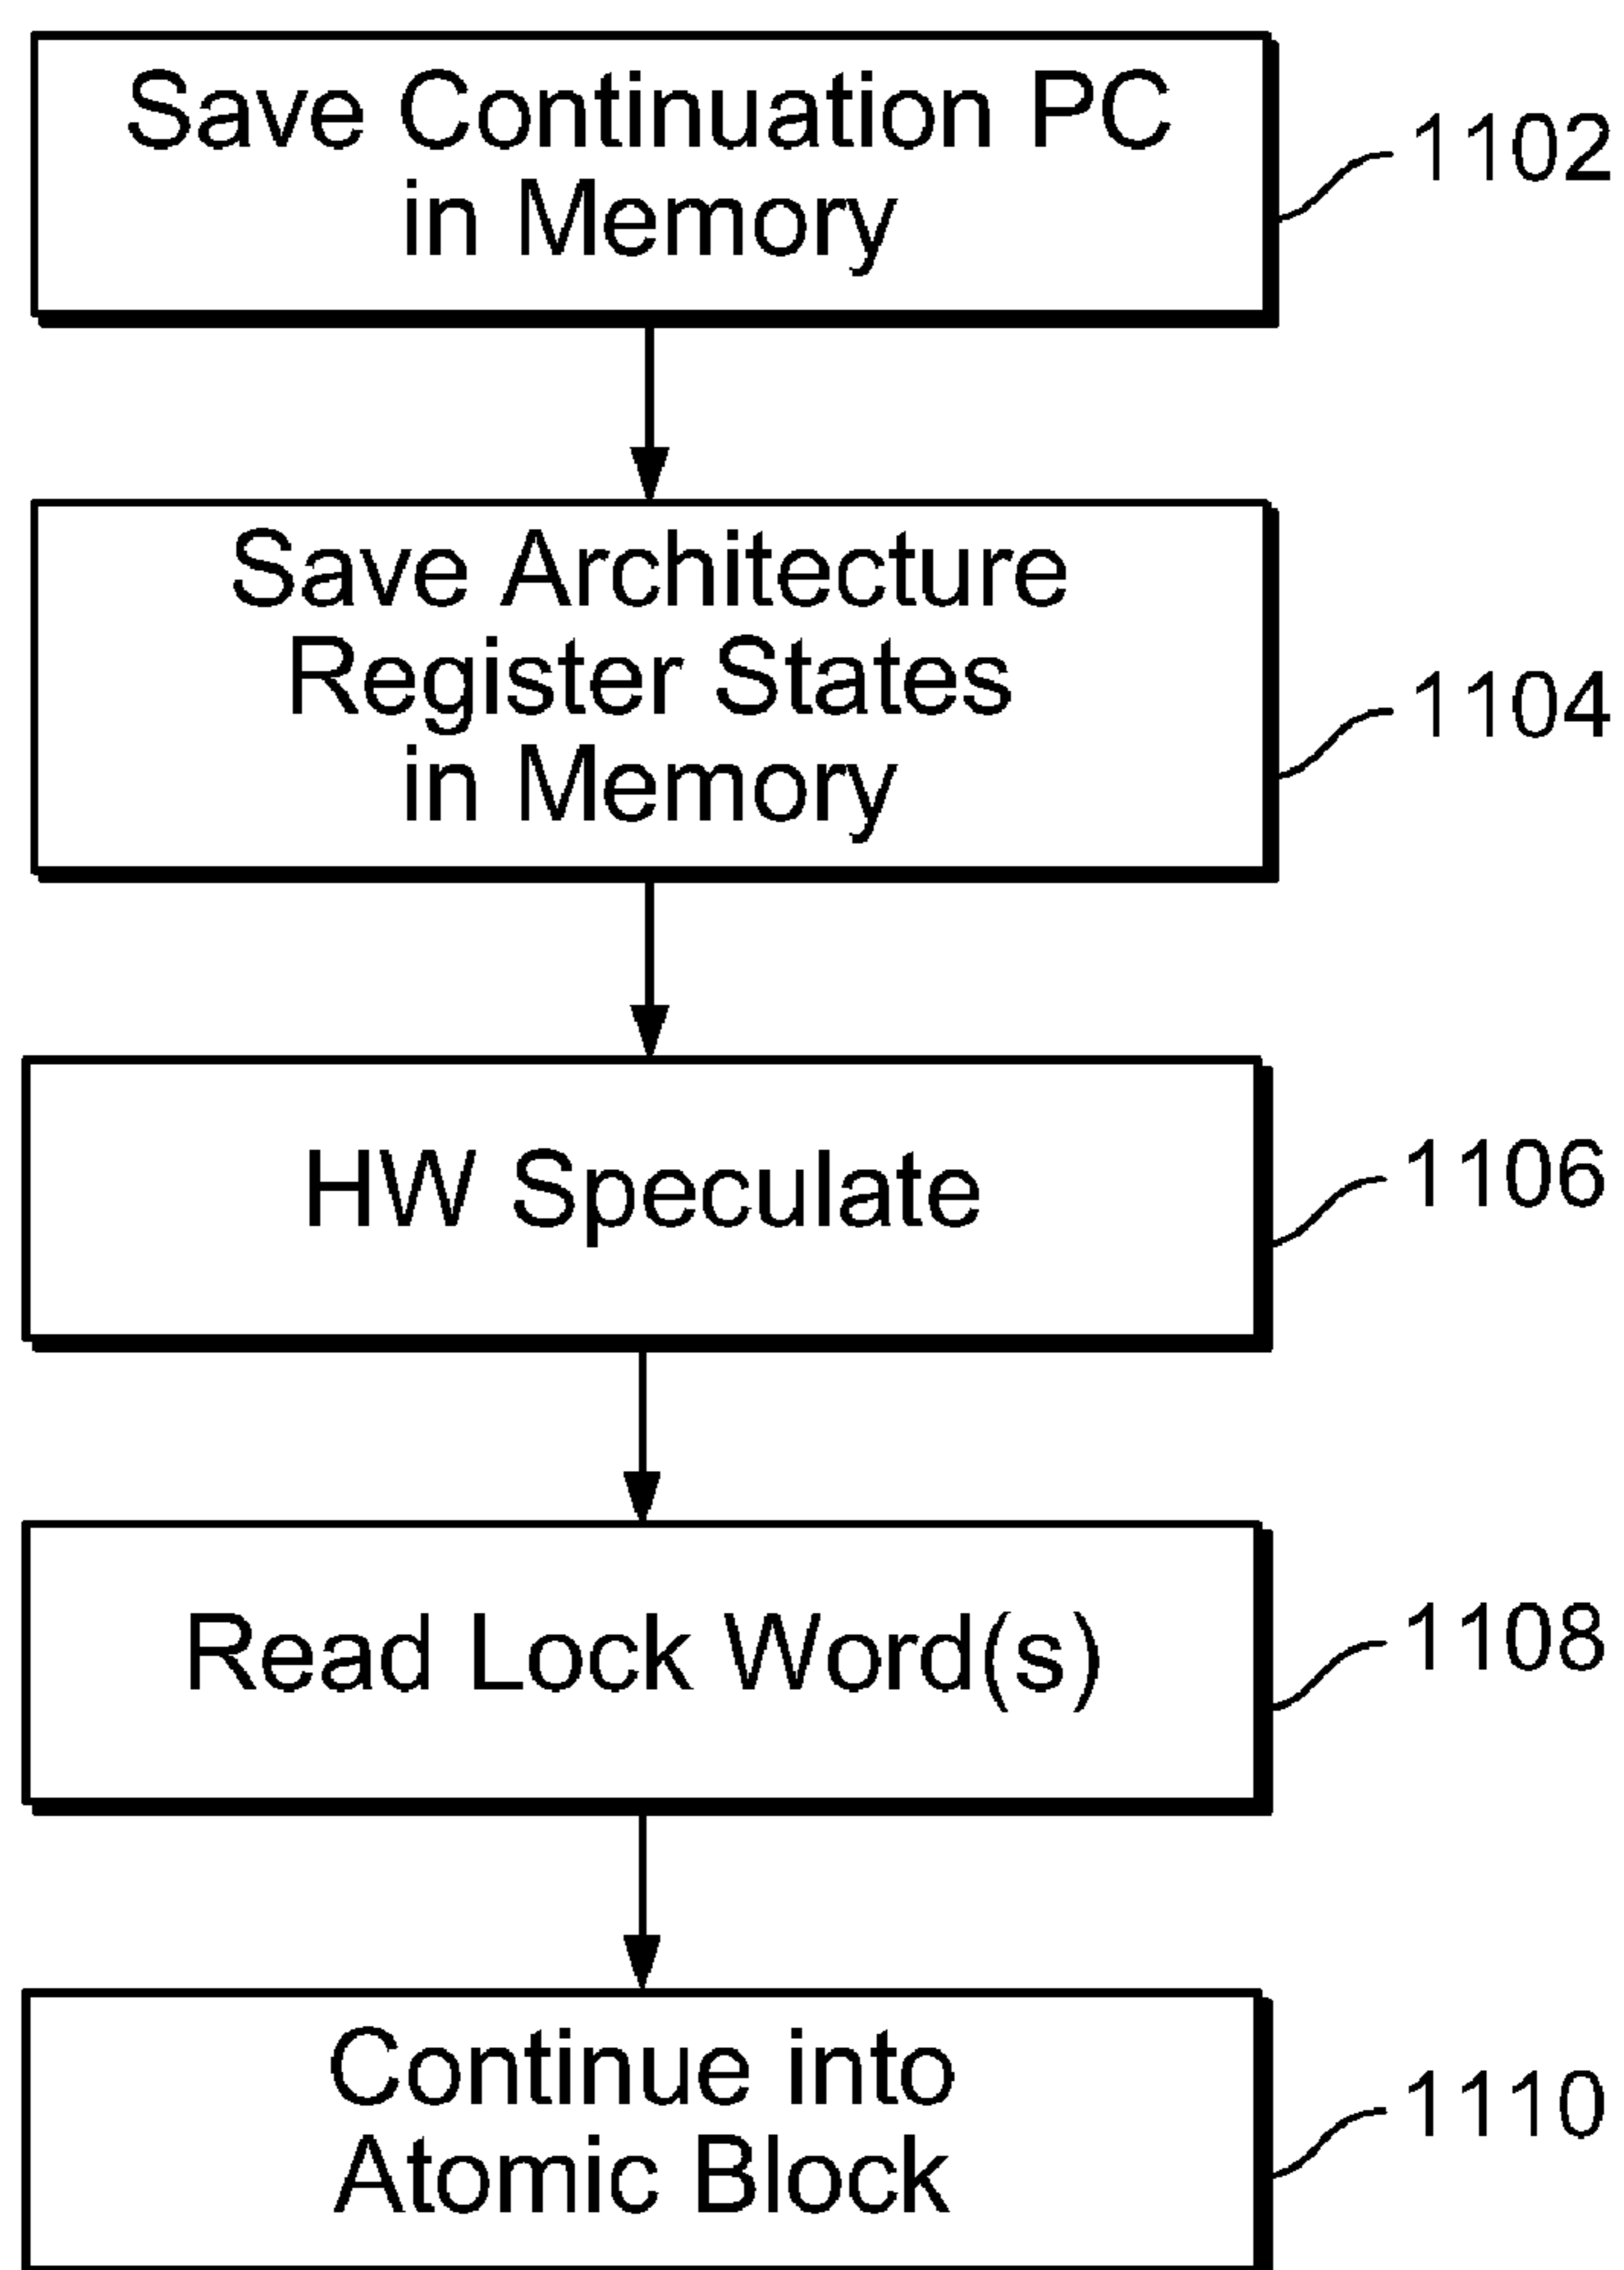 Save Continuation PC
in Memory
1102
Save Architecture
Register States
in Memory
1104
HW Speculate
1106
Read Lock Word(s)
1108
Continue into
Atomic Block
1110